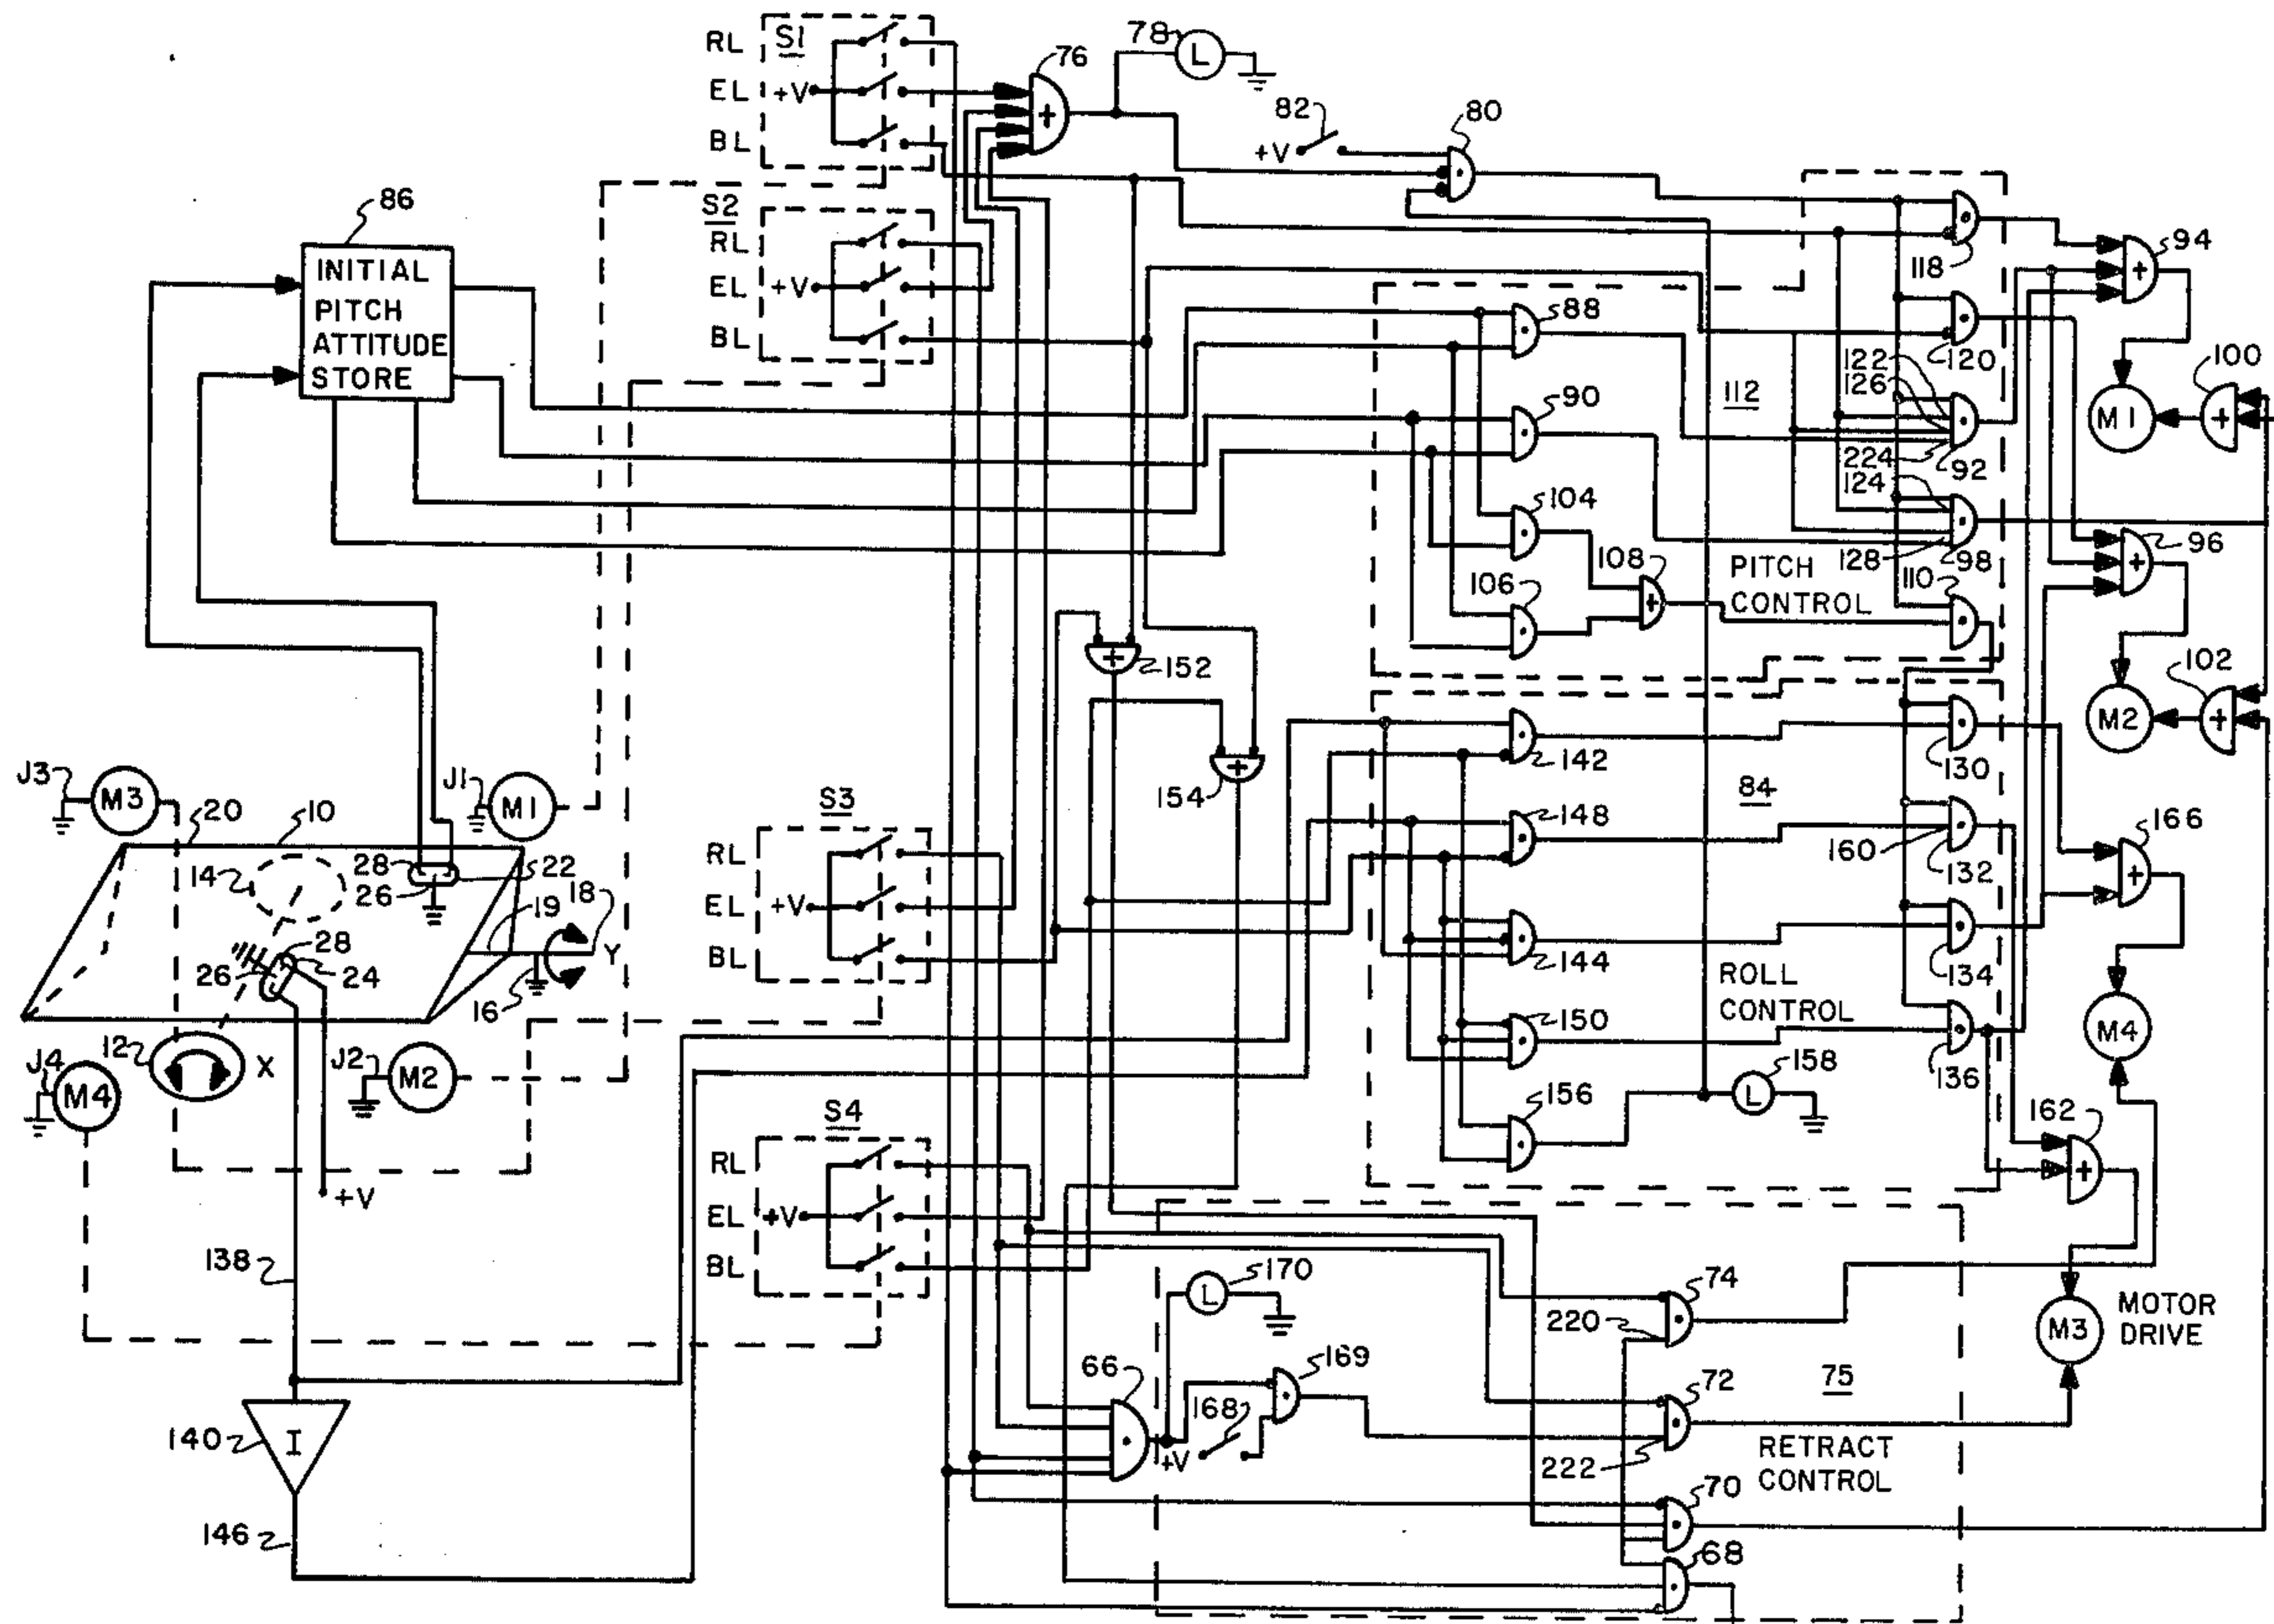 RL
S1
EL
+V
BL
76
78
L
+
82
+V
80
S2
RL
EL
+V
BL
86
INITIAL
PITCH
ATTITUDE
STORE
118
94
+
88
120
100
122
126
112
90
M1
+
224
92
124
104
108
128
98
96
+
PITCH
CONTROL
110
106
+
152
+
102
M2
+
142
130
154
+
84
J3
M3
20
10
J1
M1
S3
148
166
RL
160
132
+
28
22
14
26
18
19
EL
+V
28
24
Y
144
134
26
16
BL
ROLL
CONTROL
150
M4
J4
12
X
J2
M2
158
L
136
M4
S4
156
162
RL
+
+V
EL
+V
138
BL
170
L
74
220
MOTOR
DRIVE
M3
169
66
72
75
168
140
I
+V
222
RETRACT
CONTROL
70
146
68